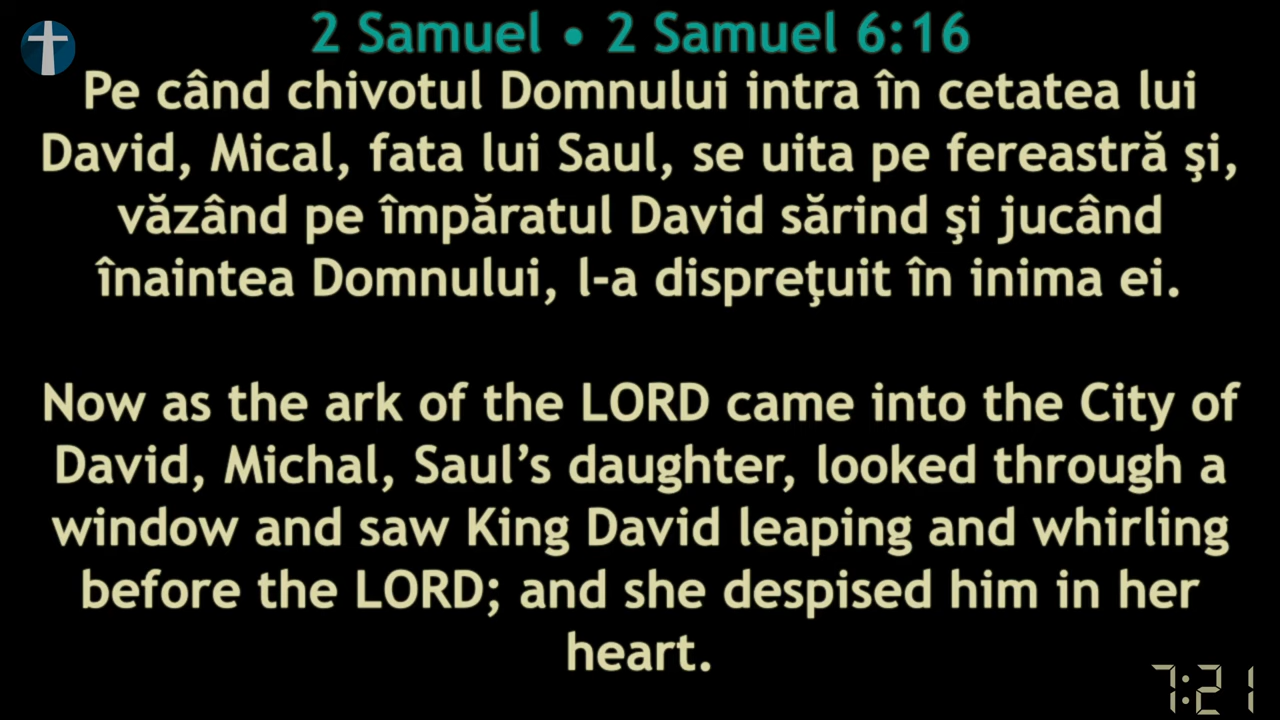 2 Samuel • 2 Samuel 6:16
Pe când chivotul Domnului intra în cetatea lui
David, Mical, fata lui Saul, se uita pe fereastră şi,
văzând pe împăratul David sărind şi jucând
înaintea Domnului, l-a dispreţuit în inima ei.
Now as the ark of the LORD came into the City of
David, Michal, Saul’s daughter, looked through a
window and saw King David leaping and whirling
before the LORD; and she despised him in her
heart.
7:21